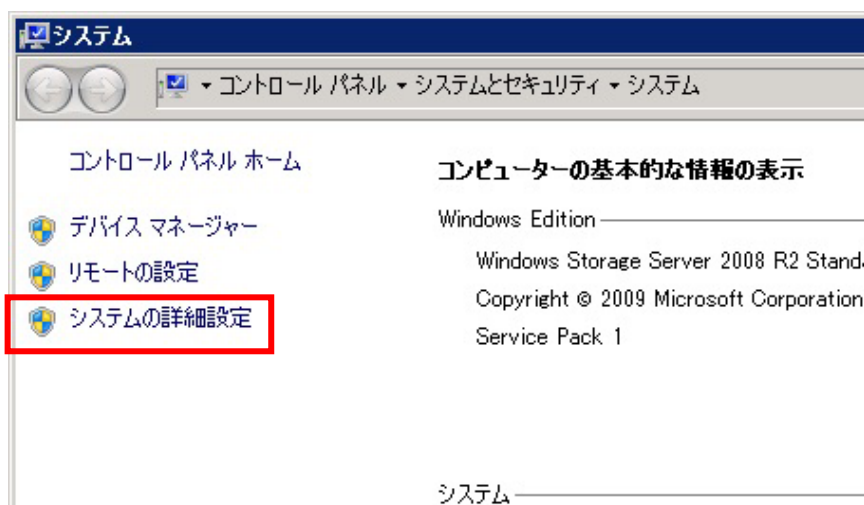 システム
コントロール パネル システムとセキュリティ システム
コントロール パネル ホーム
デバイス マネージャー
リモートの設定
システムの詳細設定
コンピューターの基本的な情報の表示
Windows Edition
Windows Storage Server 2008 R2 Stand
Copyright © 2009 Microsoft Corporation
Service Pack 1
システム